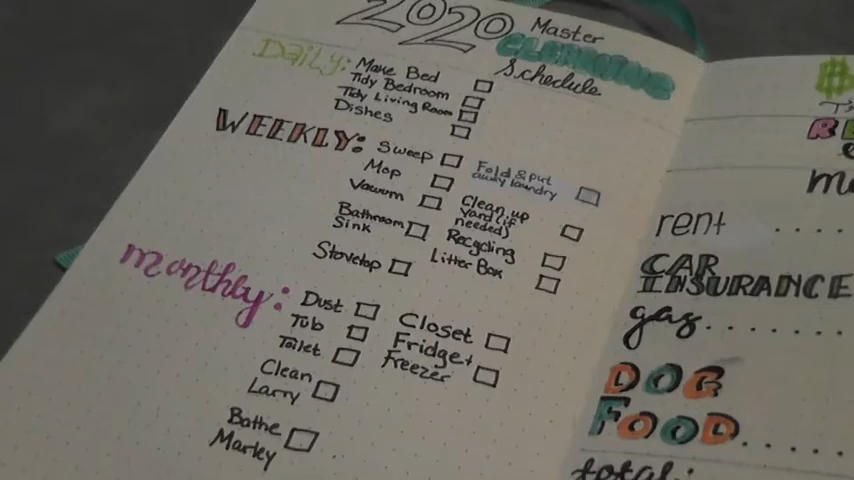 2020 Master
CLEANING
Schedule
Daily:
Make Bed
Tidy Bedroom
Tidy Living Room
Dishes
WEEKLY:
Sweep
Mop
Vacuum
Bathroom
Sink
Stovetop
Fold & put
away laundry
Clean up
yard (if
needed)
Recycling
Litter Box
monthly:
Dust
Tub
Toilet
Clean
Larry
Bathe
Marley
Closet
Fridge +
Freezer
rent ....
CAR
INSURANCE
gas.......
DOG
FOOD.....
total: